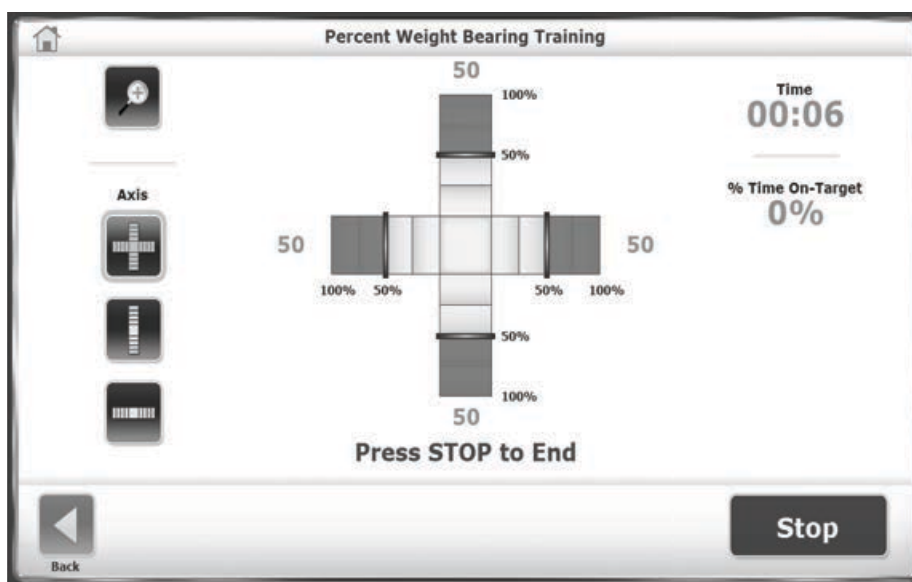 Percent Weight Bearing Training
50
100%
Time
00:06
50%
Axis
% Time On-Target
0%
50
50
100% 50%
50% 100%
50%
100%
50
Press STOP to End
Back
Stop